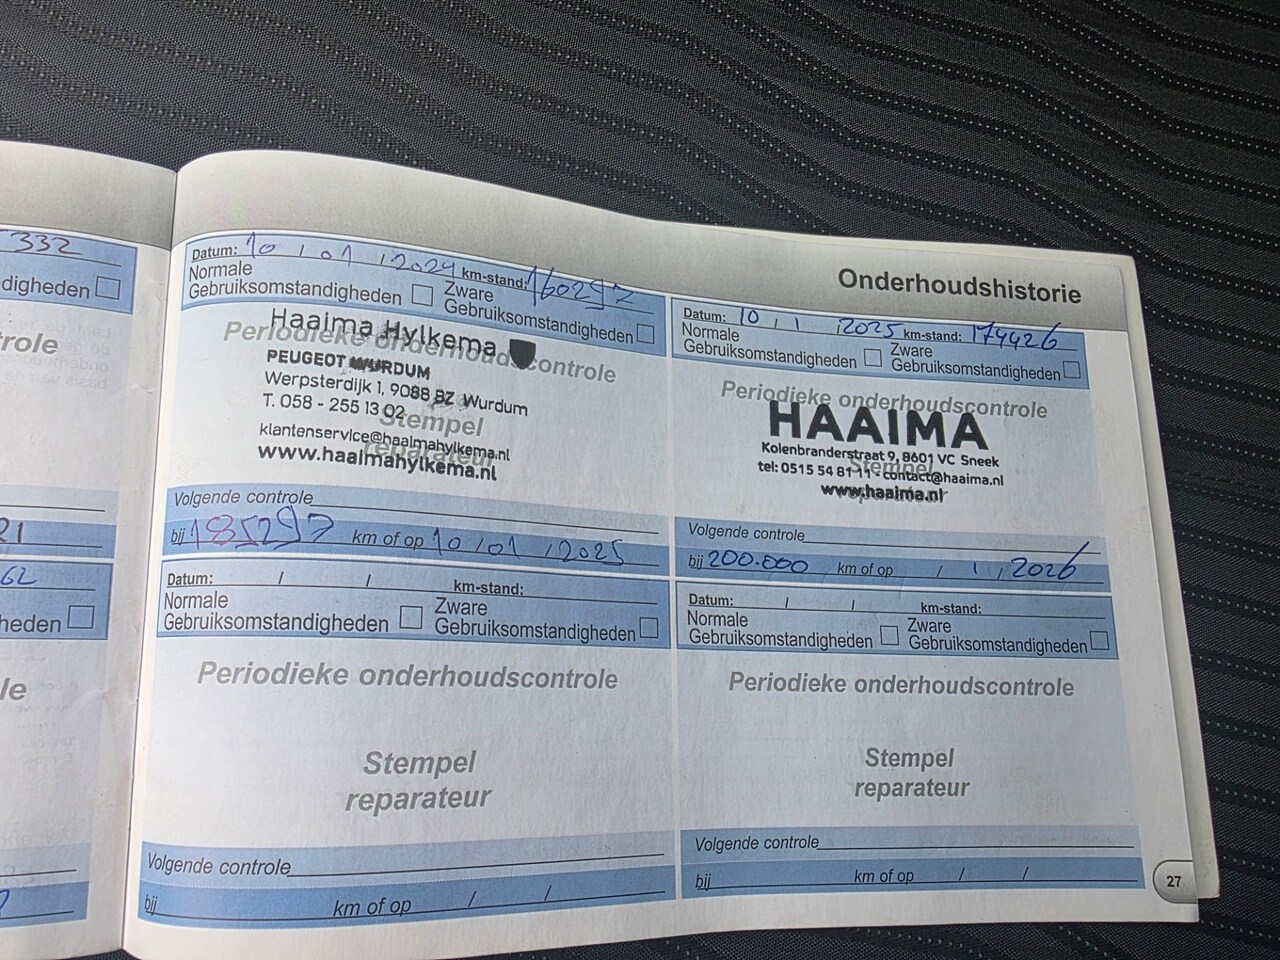 332
digheden
role
21
62
heden
le
Onderhoudshistorie
Datum: 10 / 01 / 2024 km-stand: 160297
Normale Gebruiksomstandigheden
Zware Gebruiksomstandigheden
Periodieke onderhoudscontrole
Haaima Hylkema
PEUGEOT WURDUM
Werpsterdijk 1, 9088 BZ Wurdum
T. 058 - 255 13 02
Stempel
klantenservice@haaimahylkema.nl
reparateur
www.haaimahylkema.nl
Volgende controle
bij 185297 km of op 10 / 01 / 2025
Datum: / / km-stand:
Normale Gebruiksomstandigheden
Zware Gebruiksomstandigheden
Periodieke onderhoudscontrole
Stempel
reparateur
Volgende controle
bij km of op / /
Datum: 10 / 1 / 2025 km-stand: 174426
Normale Gebruiksomstandigheden
Zware Gebruiksomstandigheden
Periodieke onderhoudscontrole
HAAIMA
Kolenbranderstraat 9, 8601 VC Sneek
Stempel
tel: 0515 54 81 11 - contact@haaima.nl
reparateur
www.haaima.nl
Volgende controle
bij 200.000 km of op / 1 / 2026
Datum: / / km-stand:
Normale Gebruiksomstandigheden
Zware Gebruiksomstandigheden
Periodieke onderhoudscontrole
Stempel
reparateur
Volgende controle
bij km of op / /
27